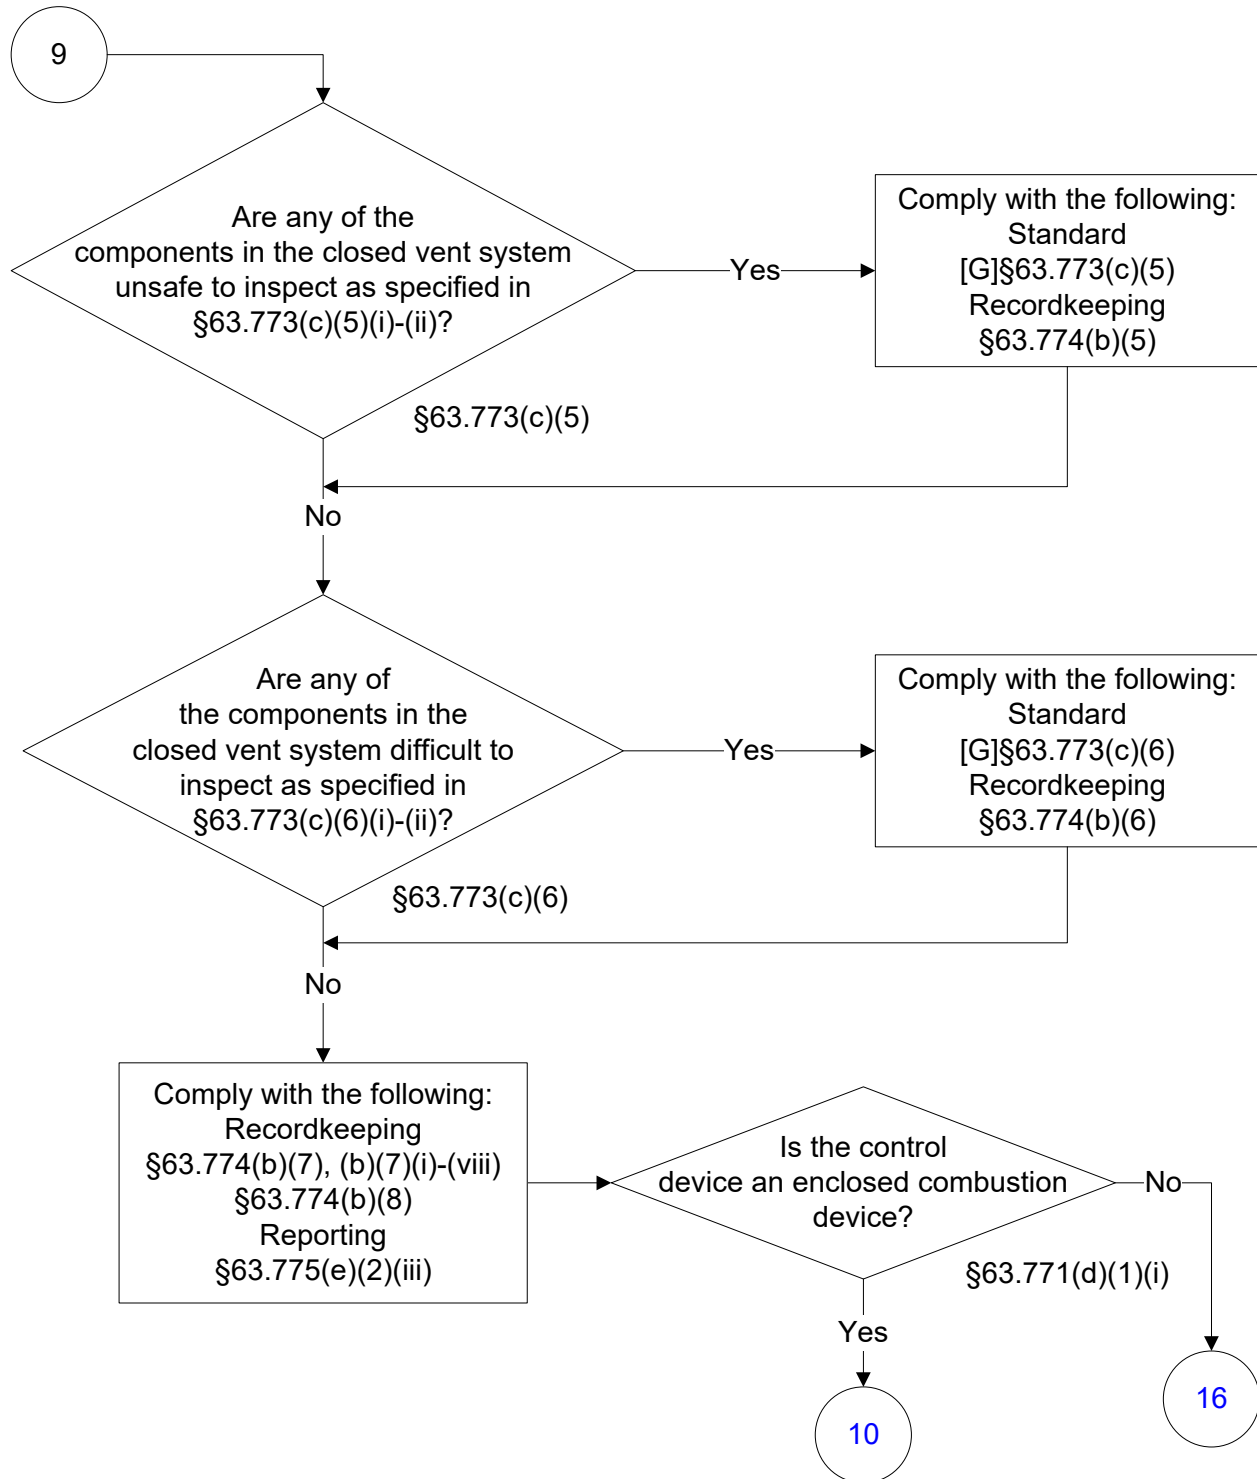 9
Are any of the
components in the closed vent system
unsafe to inspect as specified in
§63.773(c)(5)(i)-(ii)?
Yes
Comply with the following:
Standard
[G]§63.773(c)(5)
Recordkeeping
§63.774(b)(5)
§63.773(c)(5)
No
Are any of
the components in the
closed vent system difficult to
inspect as specified in
§63.773(c)(6)(i)-(ii)?
Yes
Comply with the following:
Standard
[G]§63.773(c)(6)
Recordkeeping
§63.774(b)(6)
§63.773(c)(6)
No
Comply with the following:
Recordkeeping
§63.774(b)(7), (b)(7)(i)-(viii)
§63.774(b)(8)
Reporting
§63.775(e)(2)(iii)
Is the control
device an enclosed combustion
device?
No
§63.771(d)(1)(i)
Yes
16
10